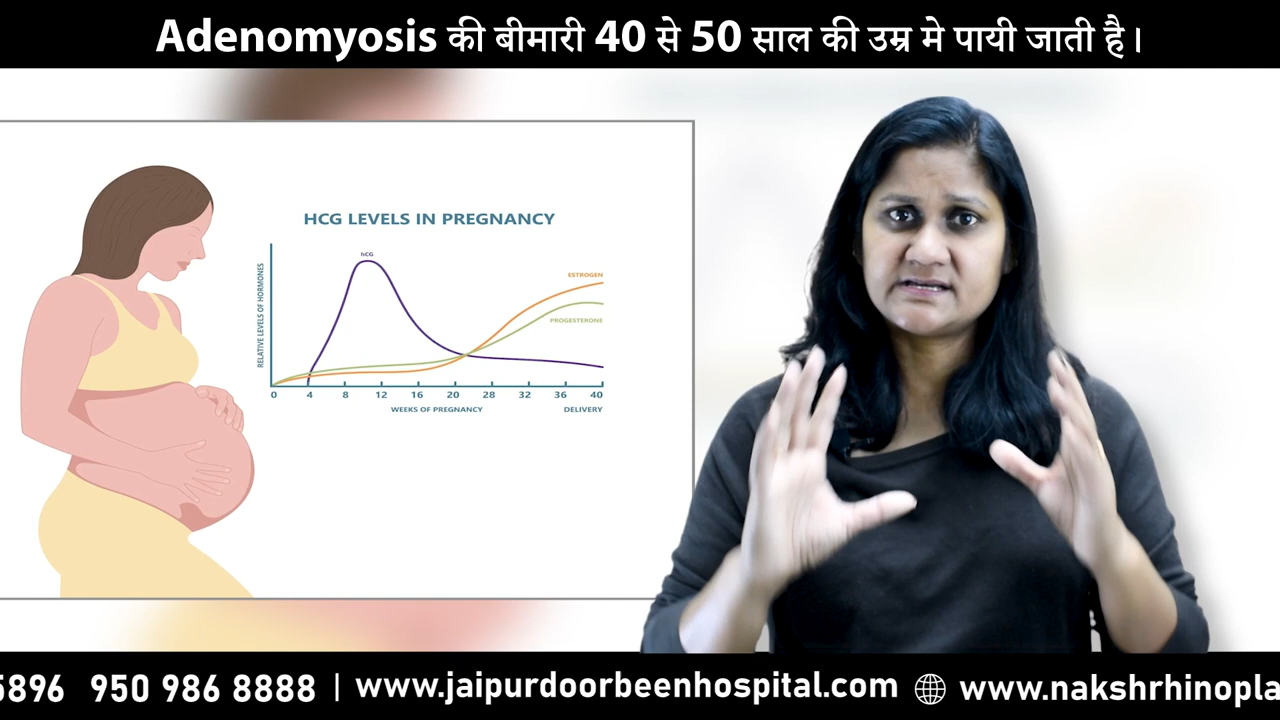 Adenomyosis की बीमारी 40 से 50 साल की उम्र मे पायी जाती है।
HCG LEVELS IN PREGNANCY
hCG
ESTROGEN
PROGESTERONE
RELATIVE LEVELS OF HORMONES
0 4 8 12 16 20 28 32 36 40
WEEKS OF PREGNANCY DELIVERY
5896 950 986 8888 | www.jaipurdoorbeenhospital.com www.nakshrhinopla